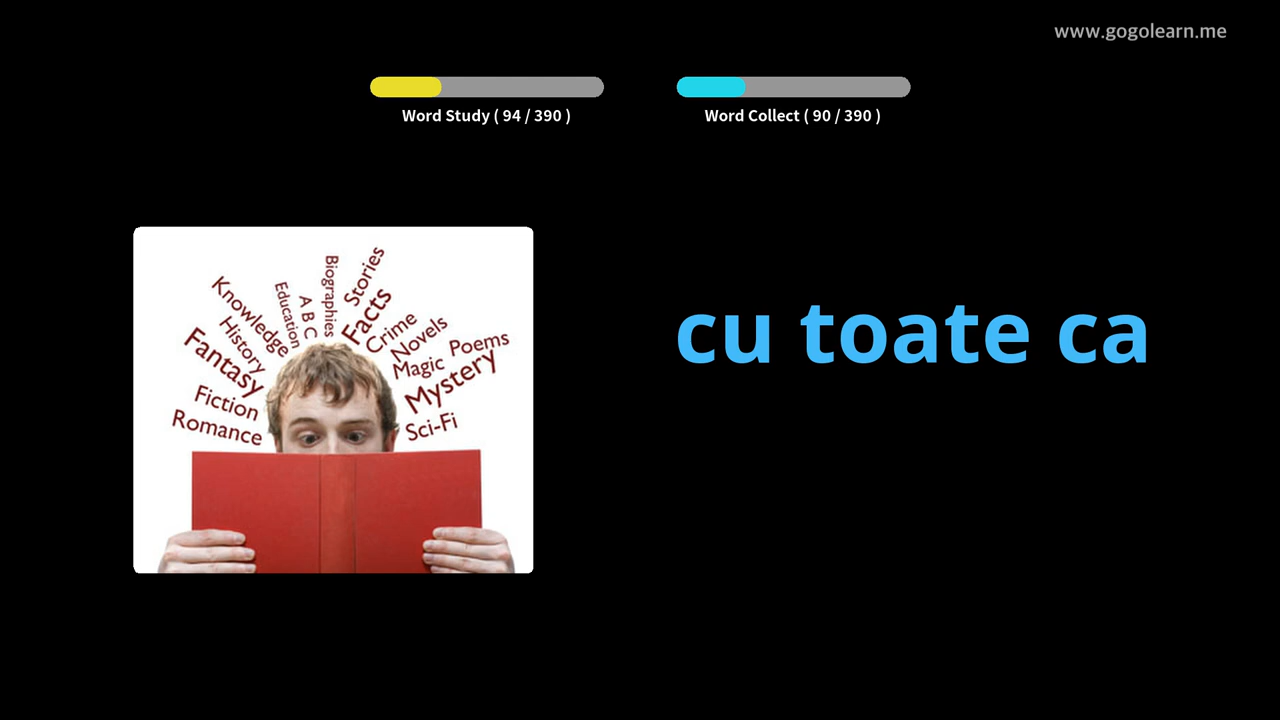 www.gogolearn.me
Word Study ( 94 / 390 )
Word Collect ( 90 / 390 )
cu toate ca
Stories
Biographies
Facts
A B C
Education
Knowledge
History
Crime
Novels
Poems
Fantasy
Magic
Mystery
Fiction
Romance
Sci-Fi